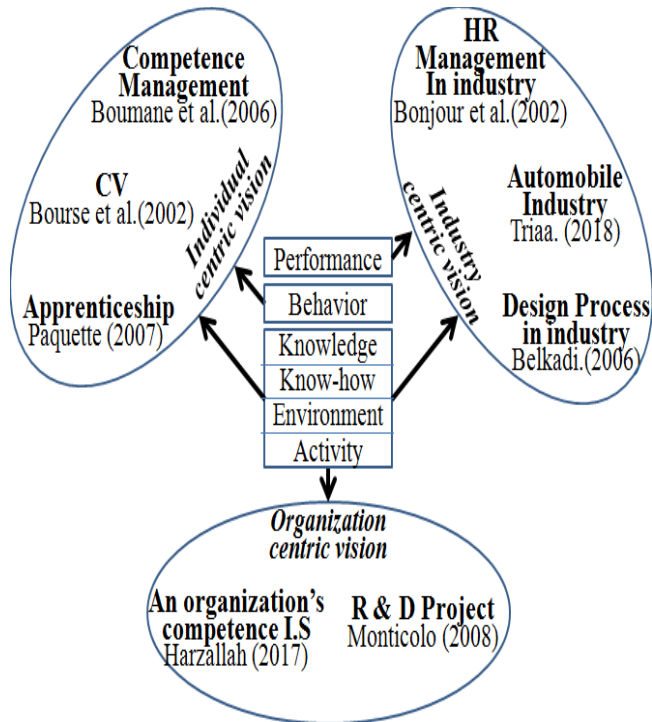 Competence
Management
Boumane et al.(2006)
CV
Bourse et al.(2002)
Apprenticeship
Paquette (2007)
Individual
centric vision
HR
Management
In industry
Bonjour et al.(2002)
Automobile
Industry
Triaa. (2018)
Design Process
in industry
Belkadi.(2006)
Industry
centric vision
Performance
Behavior
Knowledge
Know-how
Environment
Activity
Organization
centric vision
An organization's
competence I.S
Harzallah (2017)
R & D Project
Monticolo (2008)